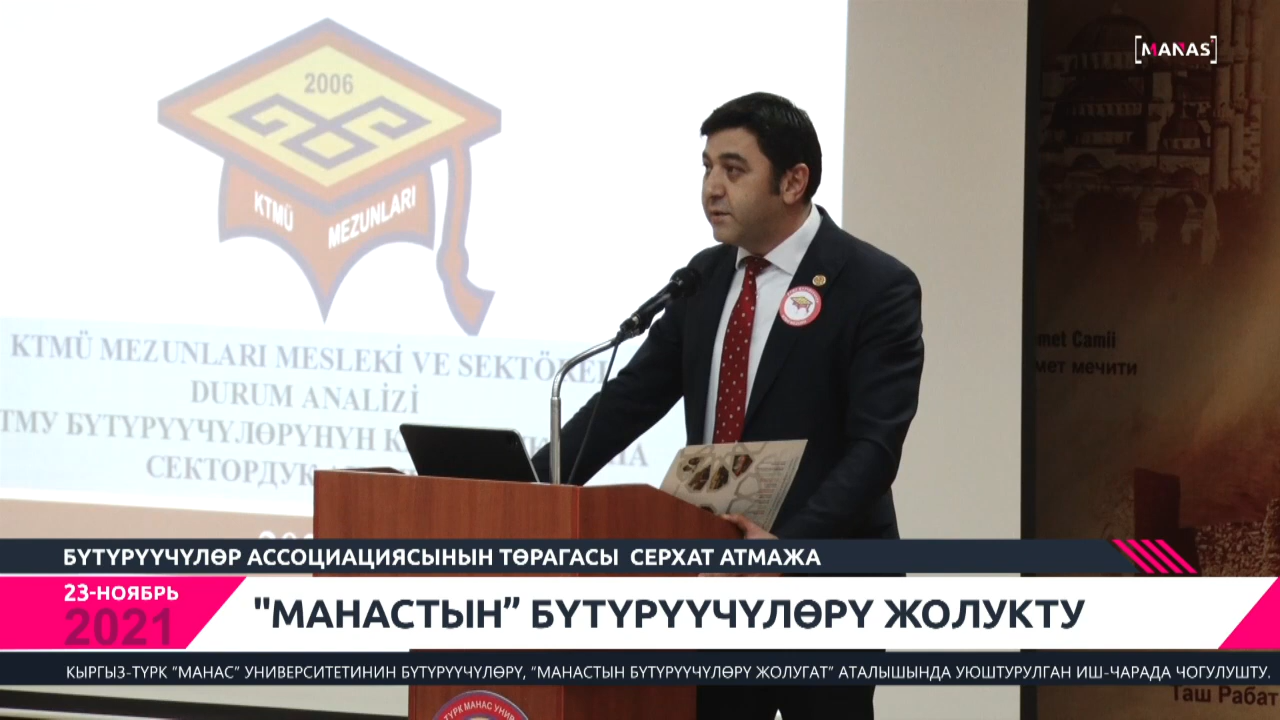 [MANAS]
2006
KTMÜ MEZUNLARI
KTMÜ MEZUNLARI MESLEKİ VE
DURUM ANALİZİ
БҮТҮРҮҮЧҮЛӨРҮНҮН
met Camii
мет мечити
БҮТҮРҮҮЧҮЛӨР АССОЦИАЦИЯСЫНЫН ТӨРАГАСЫ СЕРХАТ АТМАЖА
23-НОЯБРЬ
2021
"МАНАСТЫН” БҮТҮРҮҮЧҮЛӨРҮ ЖОЛУКТУ
КЫРГЫЗ-ТҮРК “МАНАС” УНИВЕРСИТЕТИНИН БҮТҮРҮҮЧҮЛӨРҮ, “МАНАСТЫН БҮТҮРҮҮЧҮЛӨРҮ ЖОЛУГАТ” АТАЛЫШЫНДА УЮШТУРУЛГАН ИШ-ЧАРАДА ЧОГУЛУШТУ.
Таш Рабат
ТҮРК МАНАС